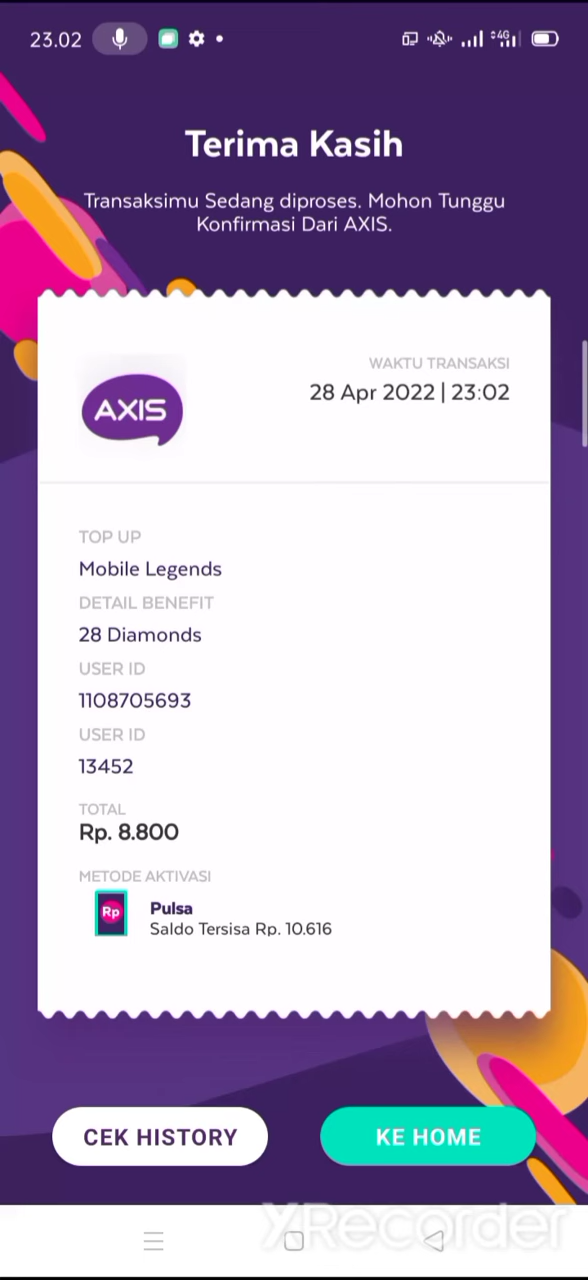 23.02
4G
Terima Kasih
Transaksimu Sedang diproses. Mohon Tunggu
Konfirmasi Dari AXIS.
AXIS
WAKTU TRANSAKSI
28 Apr 2022 | 23:02
TOP UP
Mobile Legends
DETAIL BENEFIT
28 Diamonds
USER ID
1108705693
USER ID
13452
TOTAL
Rp. 8.800
METODE AKTIVASI
Rp
Pulsa
Saldo Tersisa Rp. 10.616
CEK HISTORY
KE HOME
XRecorder